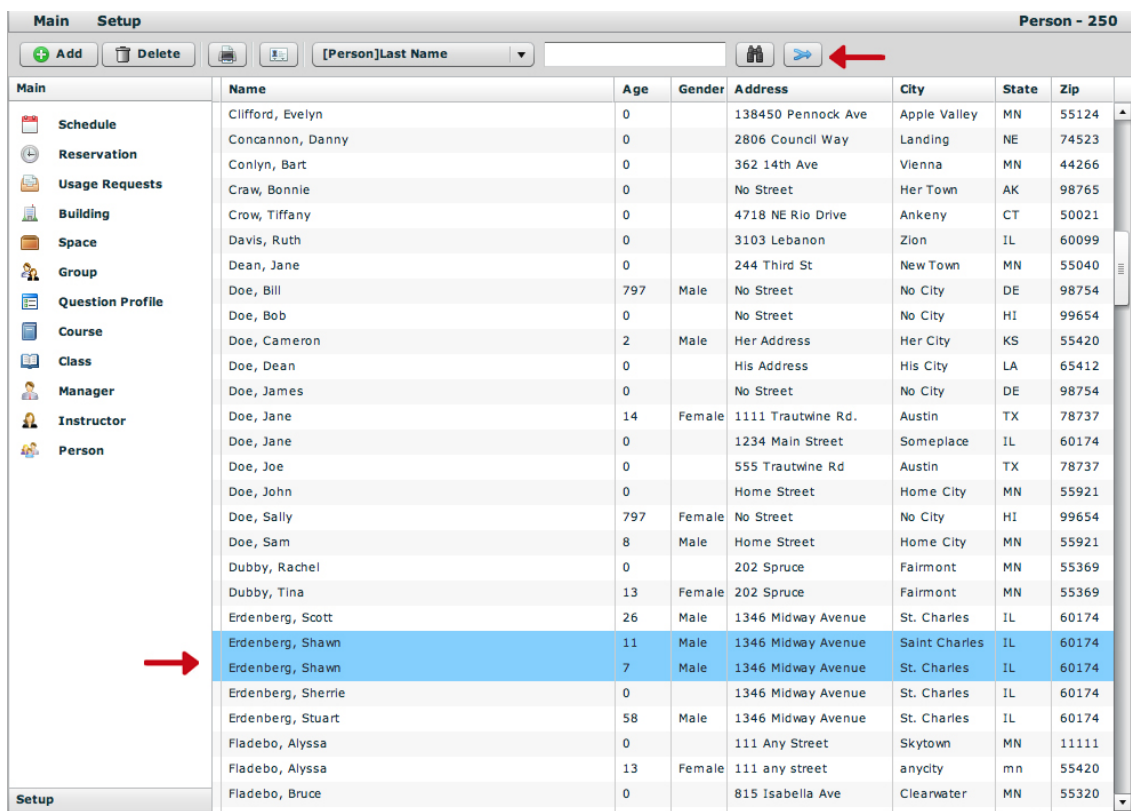 Main Setup Person - 250
Add Delete [Person]Last Name
Main Name Age Gender Address City State Zip
Schedule
Reservation
Usage Requests
Building
Space
Group
Question Profile
Course
Class
Manager
Instructor
Person
Setup
Clifford, Evelyn 0 138450 Pennock Ave Apple Valley MN 55124
Concannon, Danny 0 2806 Council Way Landing NE 74523
Conlyn, Bart 0 362 14th Ave Vienna MN 44266
Craw, Bonnie 0 No Street Her Town AK 98765
Crow, Tiffany 0 4718 NE Rio Drive Ankeny CT 50021
Davis, Ruth 0 3103 Lebanon Zion IL 60099
Dean, Jane 0 244 Third St New Town MN 55040
Doe, Bill 797 Male No Street No City DE 98754
Doe, Bob 0 No Street No City HI 99654
Doe, Cameron 2 Male Her Address Her City KS 55420
Doe, Dean 0 His Address His City LA 65412
Doe, James 0 No Street No City DE 98754
Doe, Jane 14 Female 1111 Trautwine Rd. Austin TX 78737
Doe, Jane 0 1234 Main Street Someplace IL 60174
Doe, Joe 0 555 Trautwine Rd Austin TX 78737
Doe, John 0 Home Street Home City MN 55921
Doe, Sally 797 Female No Street No City HI 99654
Doe, Sam 8 Male Home Street Home City MN 55921
Dubby, Rachel 0 202 Spruce Fairmont MN 55369
Dubby, Tina 13 Female 202 Spruce Fairmont MN 55369
Erdenberg, Scott 26 Male 1346 Midway Avenue St. Charles IL 60174
Erdenberg, Shawn 11 Male 1346 Midway Avenue Saint Charles IL 60174
Erdenberg, Shawn 7 Male 1346 Midway Avenue St. Charles IL 60174
Erdenberg, Sherrie 0 1346 Midway Avenue St. Charles IL 60174
Erdenberg, Stuart 58 Male 1346 Midway Avenue St. Charles IL 60174
Fladebo, Alyssa 0 111 Any Street Skytown MN 11111
Fladebo, Alyssa 13 Female 111 any street anycity mn 55420
Fladebo, Bruce 0 815 Isabella Ave Clearwater MN 55320